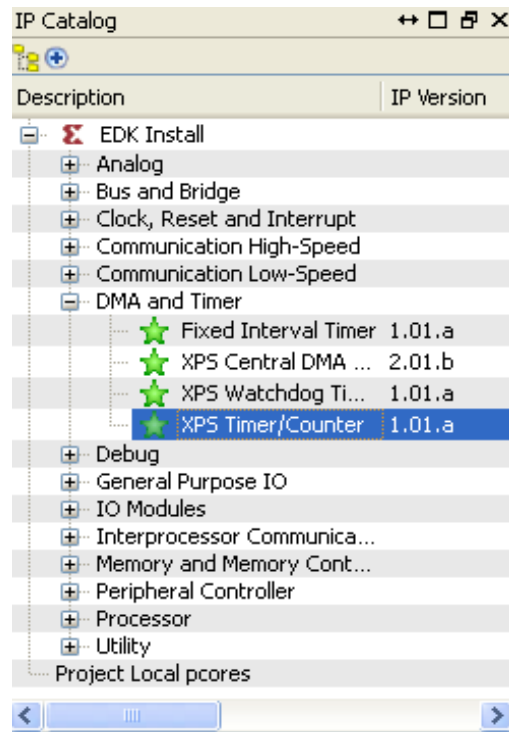 IP Catalog
Description IP Version
EDK Install
Analog
Bus and Bridge
Clock, Reset and Interrupt
Communication High-Speed
Communication Low-Speed
DMA and Timer
Fixed Interval Timer 1.01.a
XPS Central DMA ... 2.01.b
XPS Watchdog Ti... 1.01.a
XPS Timer/Counter 1.01.a
Debug
General Purpose IO
IO Modules
Interprocessor Communica...
Memory and Memory Cont...
Peripheral Controller
Processor
Utility
Project Local pcores